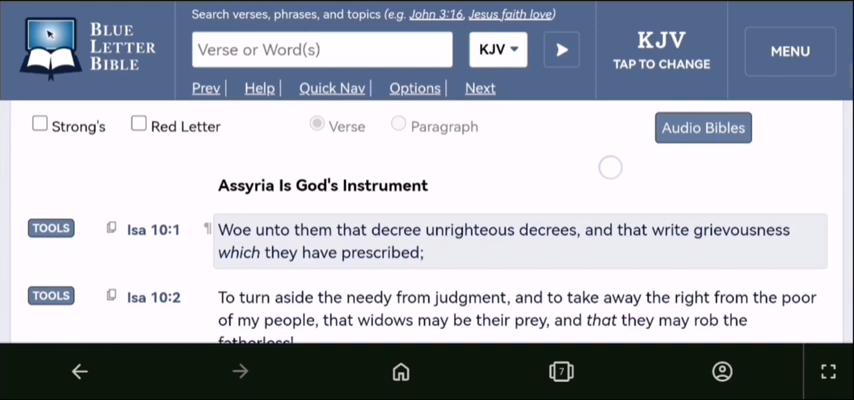 BLUE
LETTER
BIBLE
Search verses, phrases, and topics (e.g. John 3:16, Jesus faith love)
Verse or Word(s)
KJV
Prev| Help| Quick Nav| Options| Next
KJV
TAP TO CHANGE
MENU
Strong's Red Letter Verse Paragraph Audio Bibles
Assyria Is God's Instrument
TOOLS Isa 10:1 ¶ Woe unto them that decree unrighteous decrees, and that write grievousness
which they have prescribed;
TOOLS Isa 10:2 To turn aside the needy from judgment, and to take away the right from the poor
of my people, that widows may be their prey, and that they may rob the
fatherless!
7